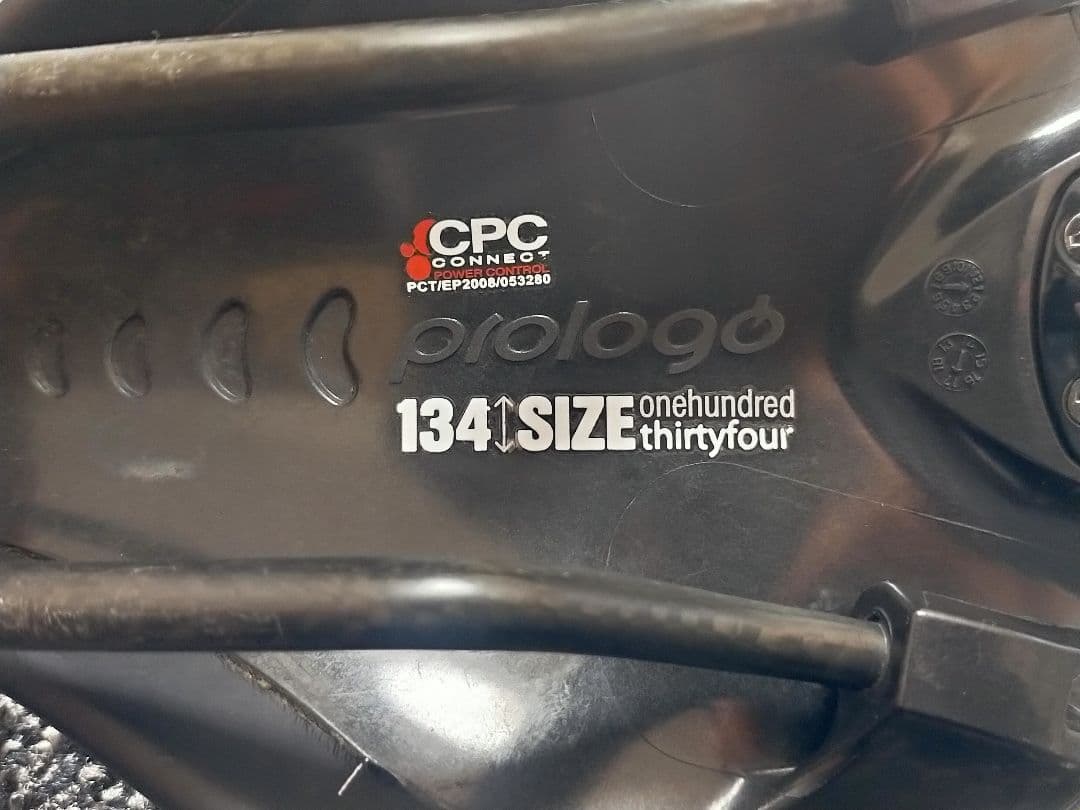 CPC
CONNECT
POWER CONTROL
PCT/EP2008/053280
prologo
134 SIZE onehundred
thirtyfour